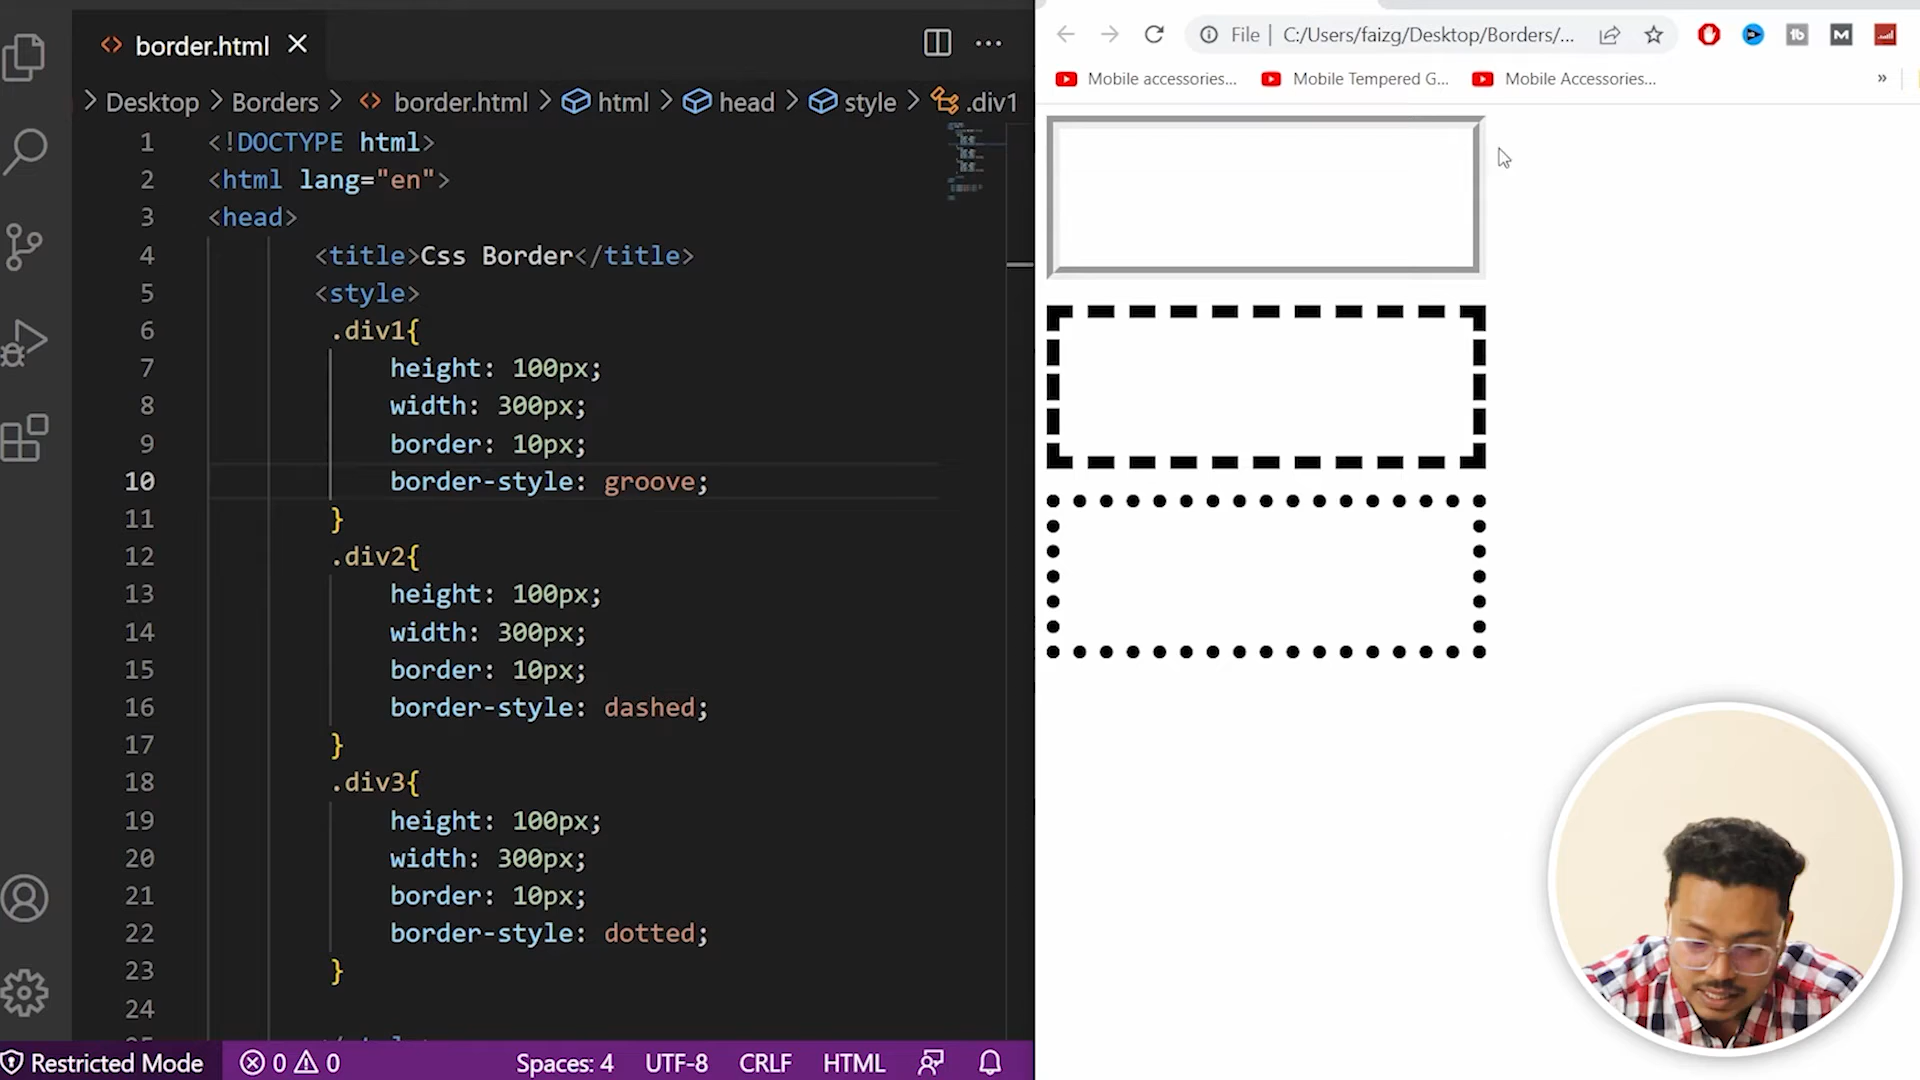 border.html
Desktop > Borders > border.html > html > head > style > .div1
1 <!DOCTYPE html>
2 <html lang="en">
3 <head>
4 <title>Css Border</title>
5 <style>
6 .div1{
7 height: 100px;
8 width: 300px;
9 border: 10px;
10 border-style: groove;
11 }
12 .div2{
13 height: 100px;
14 width: 300px;
15 border: 10px;
16 border-style: dashed;
17 }
18 .div3{
19 height: 100px;
20 width: 300px;
21 border: 10px;
22 border-style: dotted;
23 }
24
Restricted Mode 0 0 Spaces: 4 UTF-8 CRLF HTML
File | C:/Users/faizg/Desktop/Borders/...
Mobile accessories... Mobile Tempered G... Mobile Accessories... »